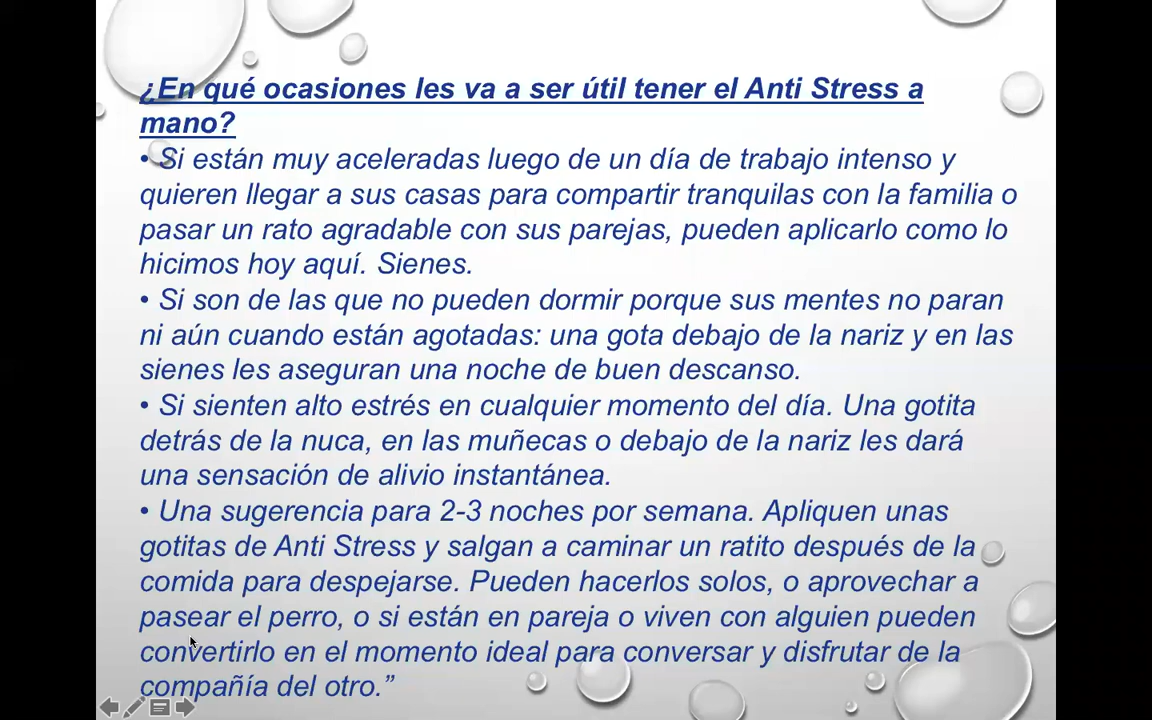 ¿En qué ocasiones les va a ser útil tener el Anti Stress a
mano?
• Si están muy aceleradas luego de un día de trabajo intenso y
quieren llegar a sus casas para compartir tranquilas con la familia o
pasar un rato agradable con sus parejas, pueden aplicarlo como lo
hicimos hoy aquí. Sienes.
• Si son de las que no pueden dormir porque sus mentes no paran
ni aún cuando están agotadas: una gota debajo de la nariz y en las
sienes les aseguran una noche de buen descanso.
• Si sienten alto estrés en cualquier momento del día. Una gotita
detrás de la nuca, en las muñecas o debajo de la nariz les dará
una sensación de alivio instantánea.
• Una sugerencia para 2-3 noches por semana. Apliquen unas
gotitas de Anti Stress y salgan a caminar un ratito después de la
comida para despejarse. Pueden hacerlos solos, o aprovechar a
pasear el perro, o si están en pareja o viven con alguien pueden
convertirlo en el momento ideal para conversar y disfrutar de la
compañía del otro.”